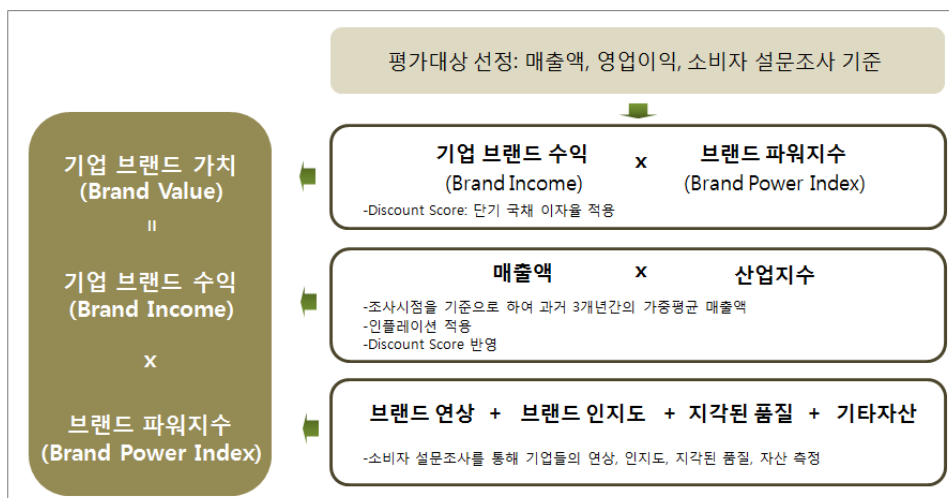 평가대상 선정: 매출액, 영업이익, 소비자 설문조사 기준
기업 브랜드 가치
(Brand Value)
=
기업 브랜드 수익
(Brand Income)
x
브랜드 파워지수
(Brand Power Index)
기업 브랜드 수익 x 브랜드 파워지수
(Brand Income) (Brand Power Index)
-Discount Score: 단기 국채 이자율 적용
매출액 x 산업지수
-조사시점을 기준으로 하여 과거 3개년간의 가중평균 매출액
-인플레이션 적용
-Discount Score 반영
브랜드 연상 + 브랜드 인지도 + 지각된 품질 + 기타자산
-소비자 설문조사를 통해 기업들의 연상, 인지도, 지각된 품질, 자산 측정